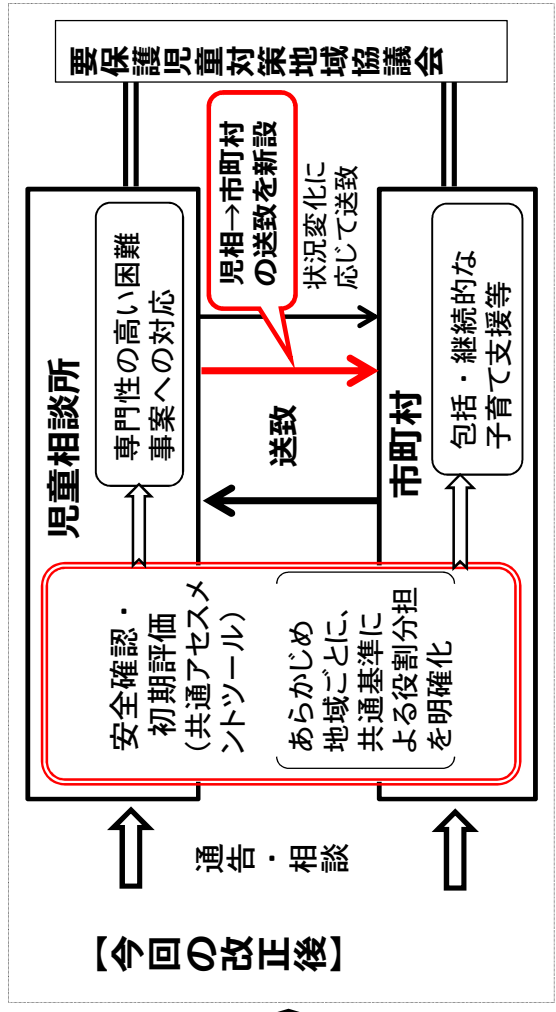 【今回の改正後】
通告・相談
児童相談所
安全確認・
初期評価
（共通アセスメ
ントツール）
あらかじめ
地域ごとに、
共通基準に
よる役割分担
を明確化
専門性の高い困難
事案への対応
送致
児相→市町村
の送致を新設
状況変化に
応じて送致
市町村
包括・継続的な
子育て支援等
要保護児童対策地域協議会